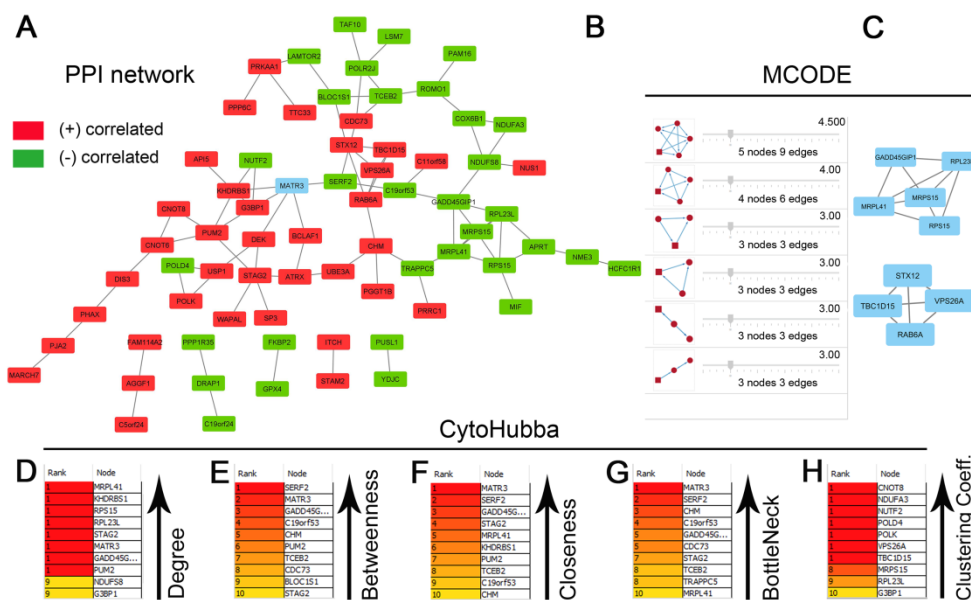 A
PPI network
(+) correlated
(-) correlated
TAF10
LSM7
LAMTOR2
POLR2J
PAM16
PRKAA1
BLOC1S1
TCEB2
ROMO1
PPP6C
TTC33
CDC73
COX6B1
NDUFA3
STX12
TBC1D15
API5
NUTF2
VPS26A
C11orf58
NDUFS8
NUS1
KHDRBS1
MATR3
SERF2
C19orf53
RAB6A
GADD45GIP1
CNOT8
G3BP1
RPL23L
PUM2
DEK
BCLAF1
MRPS15
CNOT6
CHM
MRPL41
APRT
POLD4
USP1
STAG2
ATRX
UBE3A
TRAPPC5
RPS15
NME3
HCFC1R1
DIS3
POLK
PGGT1B
PHAX
WAPAL
SP3
PRRC1
MIF
PJA2
FAM114A2
PPP1R35
FKBP2
ITCH
PUSL1
MARCH7
AGGF1
DRAP1
GPX4
STAM2
YDJC
C5orf24
C19orf24
B
MCODE
4.500
5 nodes 9 edges
4.00
4 nodes 6 edges
3.00
3 nodes 3 edges
3.00
3 nodes 3 edges
3.00
3 nodes 3 edges
3.00
3 nodes 3 edges
C
GADD45GIP1
RPL23
MRPL41
MRPS15
RPS15
STX12
TBC1D15
VPS26A
RAB6A
CytoHubba
D
Rank Node
1 MRPL41
1 KHDRBS1
1 RPS15
1 RPL23L
1 STAG2
1 MATR3
1 GADD45G...
1 PUM2
9 NDUFS8
9 G3BP1
Degree
E
Rank Node
1 SERF2
2 MATR3
3 GADD45G...
4 C19orf53
5 CHM
6 PUM2
7 TCEB2
8 CDC73
9 BLOC1S1
10 STAG2
Betweenness
F
Rank Node
1 MATR3
2 SERF2
3 GADD45G...
4 STAG2
5 MRPL41
6 KHDRBS1
7 PUM2
8 TCEB2
9 C19orf53
10 CHM
Closeness
G
Rank Node
1 MATR3
2 SERF2
3 CHM
4 C19orf53
5 GADD45G...
5 CDC73
7 STAG2
8 TCEB2
8 TRAPPC5
10 MRPL41
BottleNeck
H
Rank Node
1 CNOT8
1 NDUFA3
1 NUTF2
1 POLD4
1 POLK
1 VPS26A
1 TBC1D15
8 MRPS15
9 RPL23L
10 G3BP1
Clustering Coeff.